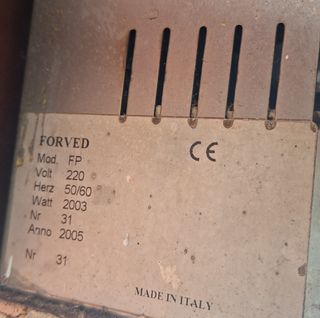 FORVED
CE
Mod. FP
Volt 220
Herz 50/60
Watt 2003
Nr 31
Anno 2005
Nr 31
MADE IN ITALY